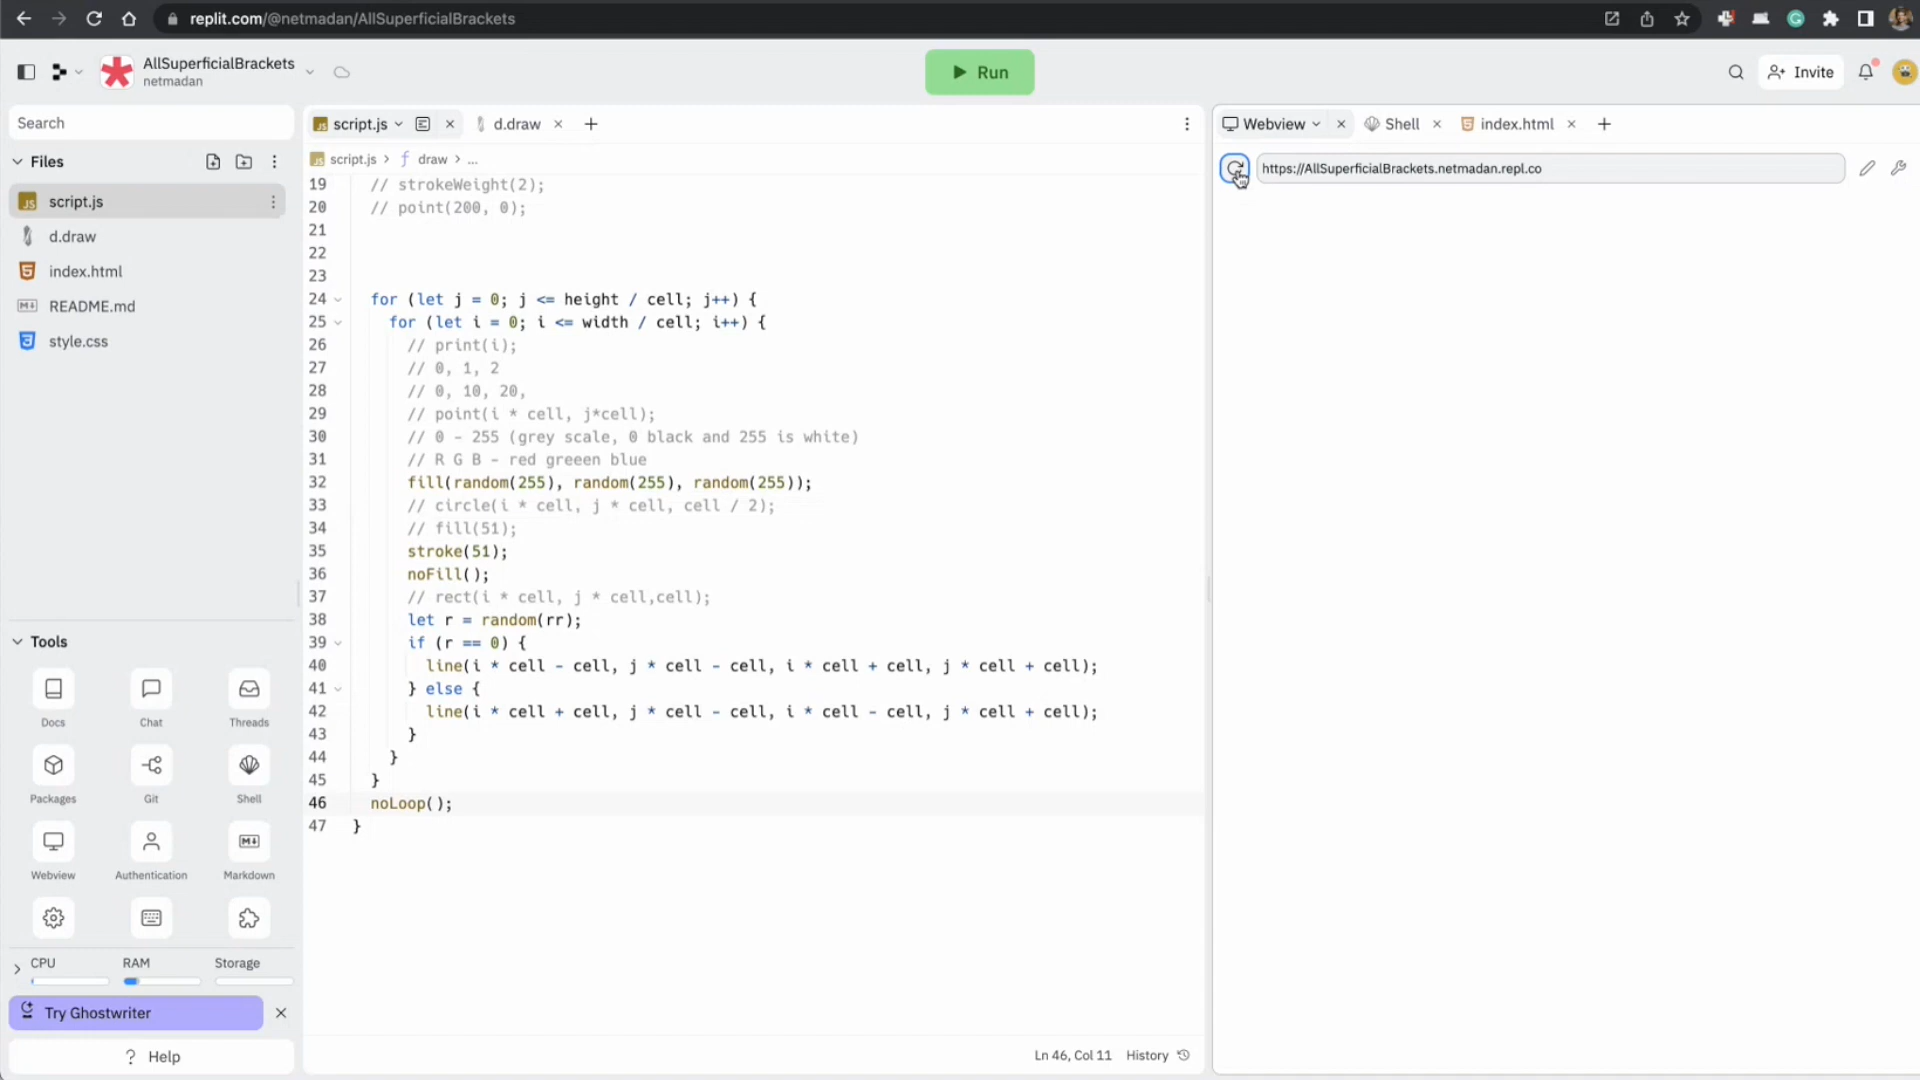 replit.com/@netmadan/AllSuperficialBrackets
AllSuperficialBrackets
netmadan
Run
Invite
Search
Files
script.js
d.draw
index.html
README.md
style.css
Tools
Docs
Chat
Threads
Packages
Git
Shell
Webview
Authentication
Markdown
CPU
RAM
Storage
Try Ghostwriter
? Help
script.js
d.draw
script.js > f draw > ...
19 // strokeWeight(2);
20 // point(200, 0);
21
22
23
24 for (let j = 0; j <= height / cell; j++) {
25 for (let i = 0; i <= width / cell; i++) {
26 // print(i);
27 // 0, 1, 2
28 // 0, 10, 20,
29 // point(i * cell, j*cell);
30 // 0 - 255 (grey scale, 0 black and 255 is white)
31 // R G B - red greeen blue
32 fill(random(255), random(255), random(255));
33 // circle(i * cell, j * cell, cell / 2);
34 // fill(51);
35 stroke(51);
36 noFill();
37 // rect(i * cell, j * cell,cell);
38 let r = random(rr);
39 if (r == 0) {
40 line(i * cell - cell, j * cell - cell, i * cell + cell, j * cell + cell);
41 } else {
42 line(i * cell + cell, j * cell - cell, i * cell - cell, j * cell + cell);
43 }
44 }
45 }
46 noLoop();
47 }
Ln 46, Col 11 History
Webview
Shell
index.html
https://AllSuperficialBrackets.netmadan.repl.co